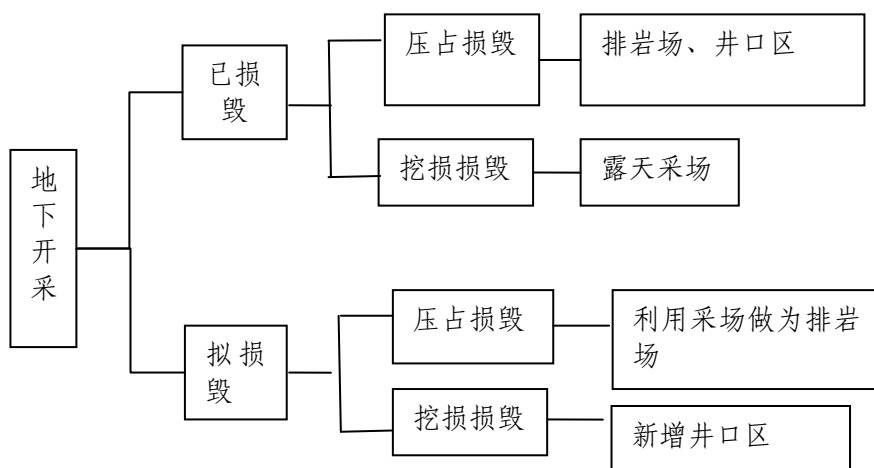 地
下
开
采
已损
毁
压占损毁
排岩场、井口区
挖损损毁
露天采场
拟损
毁
压占损毁
利用采场做为排岩
场
挖损损毁
新增井口区